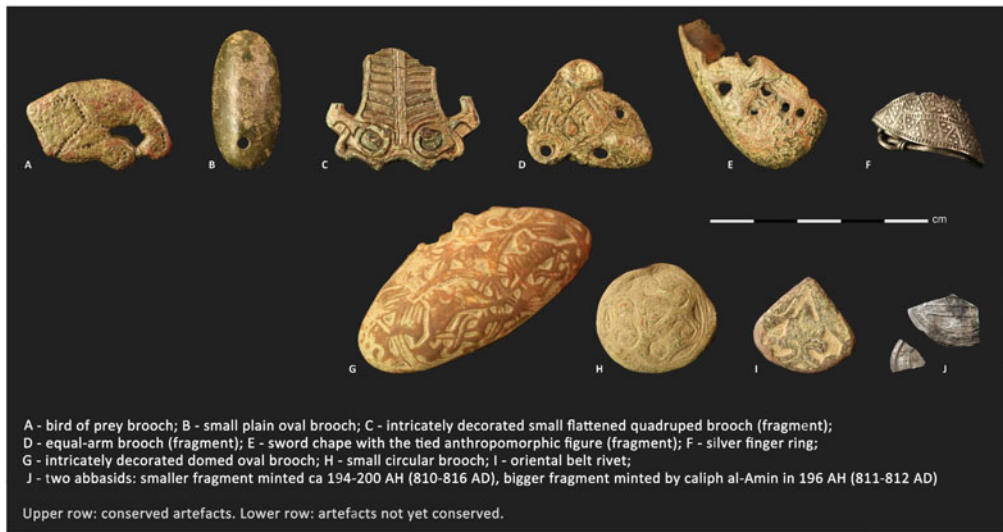 A
B
C
D
E
F
cm
G
H
I
J
A - bird of prey brooch; B - small plain oval brooch; C - intricately decorated small flattened quadruped brooch (fragment);
D - equal-arm brooch (fragment); E - sword chape with the tied anthropomorphic figure (fragment); F - silver finger ring;
G - intricately decorated domed oval brooch; H - small circular brooch; I - oriental belt rivet;
J - two abbasids: smaller fragment minted ca 194-200 AH (810-816 AD), bigger fragment minted by caliph al-Amin in 196 AH (811-812 AD)
Upper row: conserved artefacts. Lower row: artefacts not yet conserved.